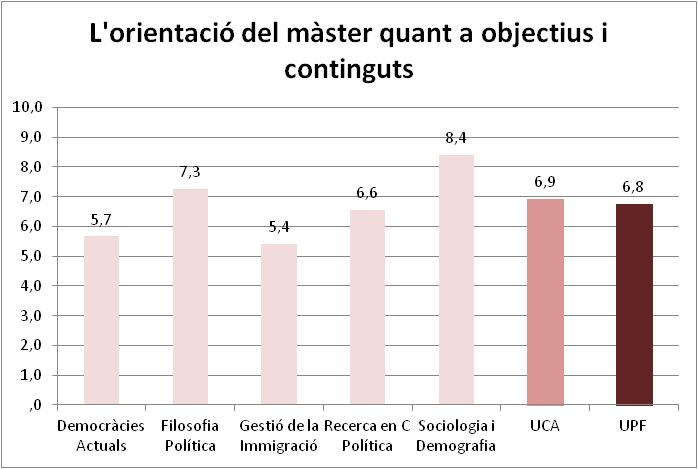 L'orientació del màster quant a objectius i
continguts
10,0
9,0
8,0
7,0
6,0
5,0
4,0
3,0
2,0
1,0
,0
5,7
7,3
5,4
6,6
8,4
6,9
6,8
Democràcies
Actuals
Filosofia
Política
Gestió de la
Immigració
Recerca en C
Política
Sociologia i
Demografia
UCA
UPF